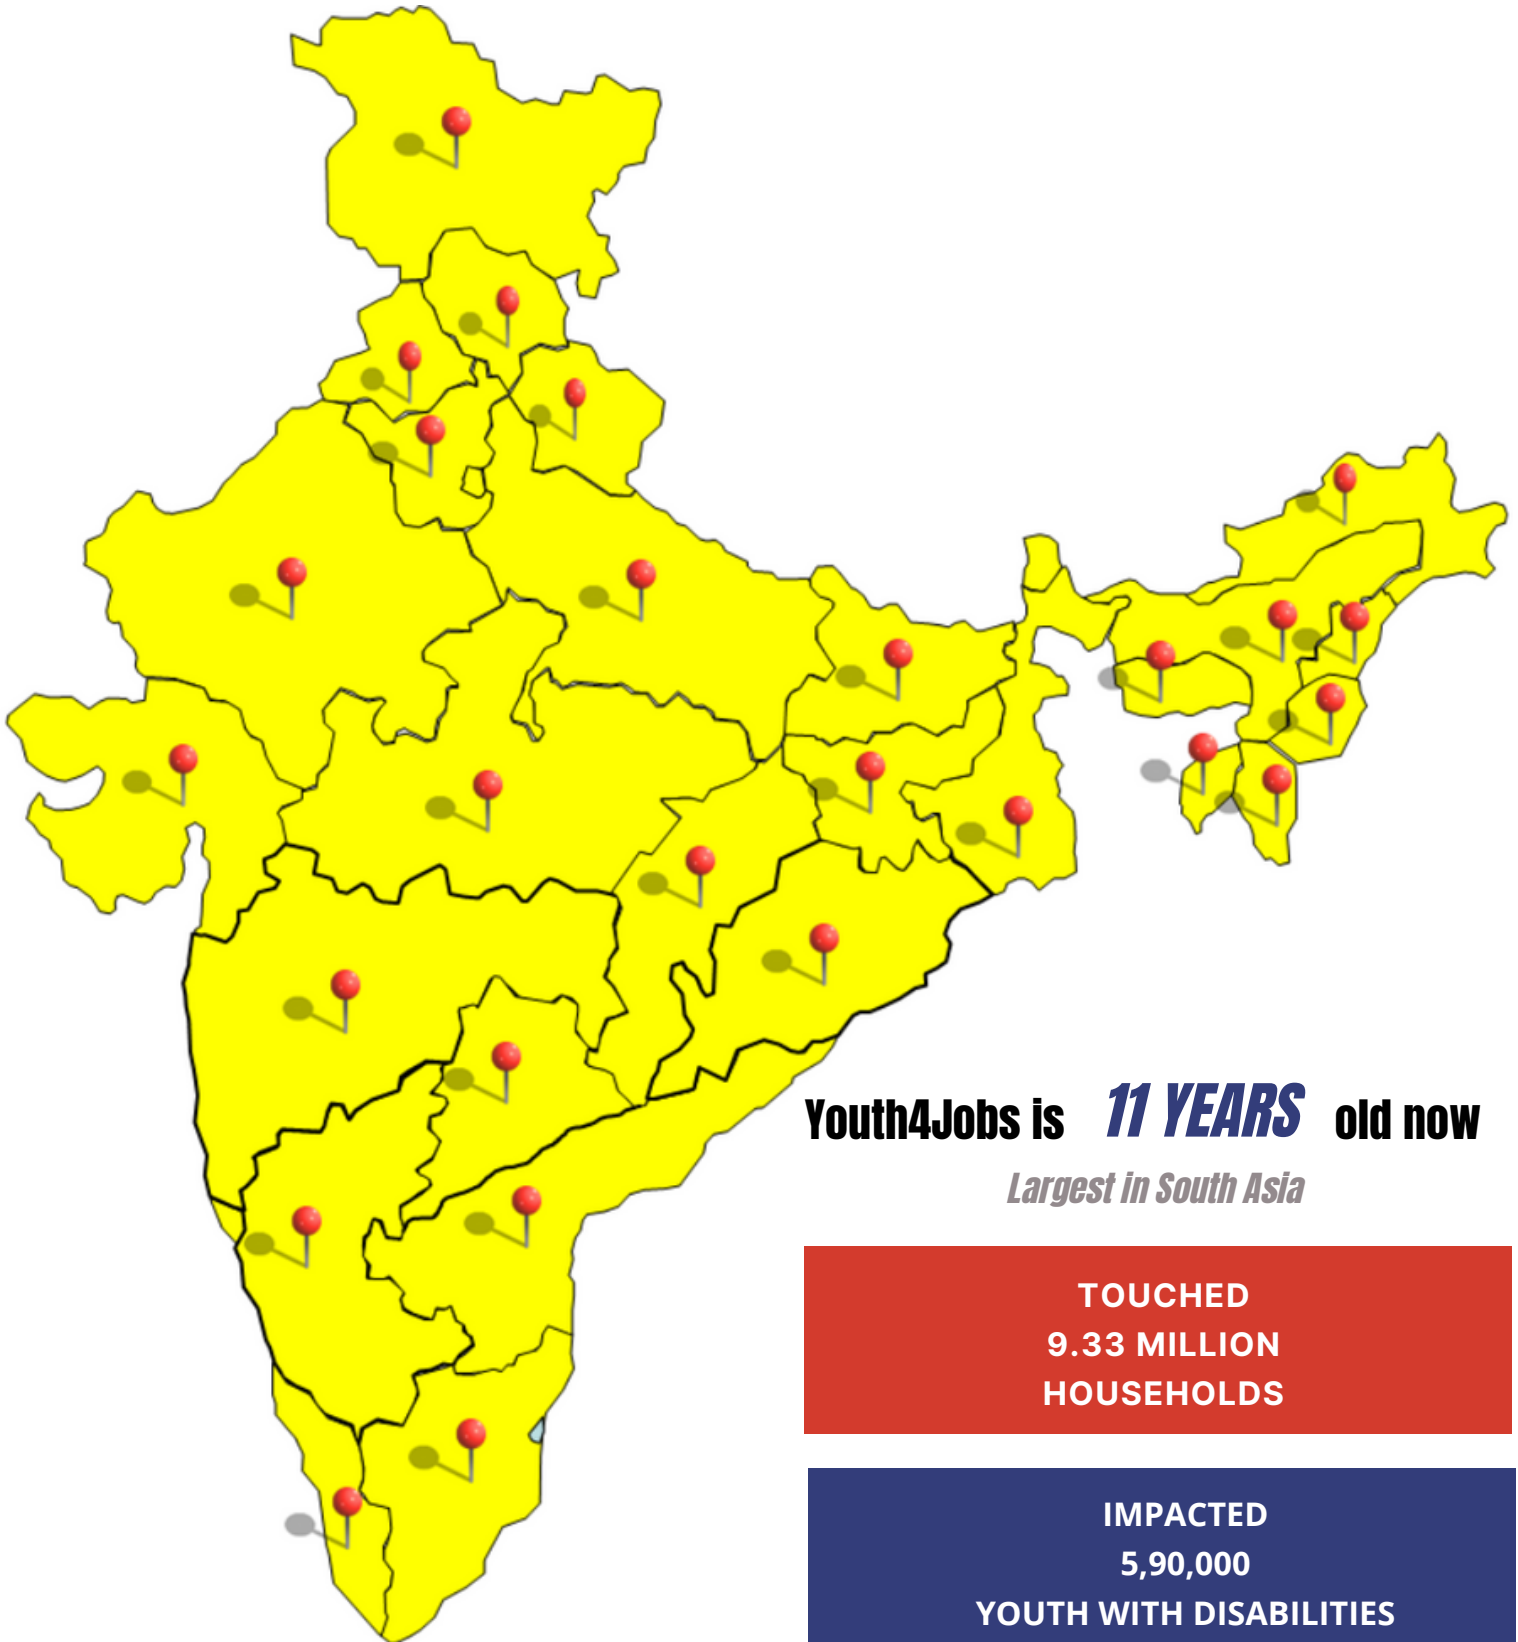 Youth4Jobs is 11 YEARS old now
Largest in South Asia
TOUCHED
9.33 MILLION
HOUSEHOLDS
IMPACTED
5,90,000
YOUTH WITH DISABILITIES